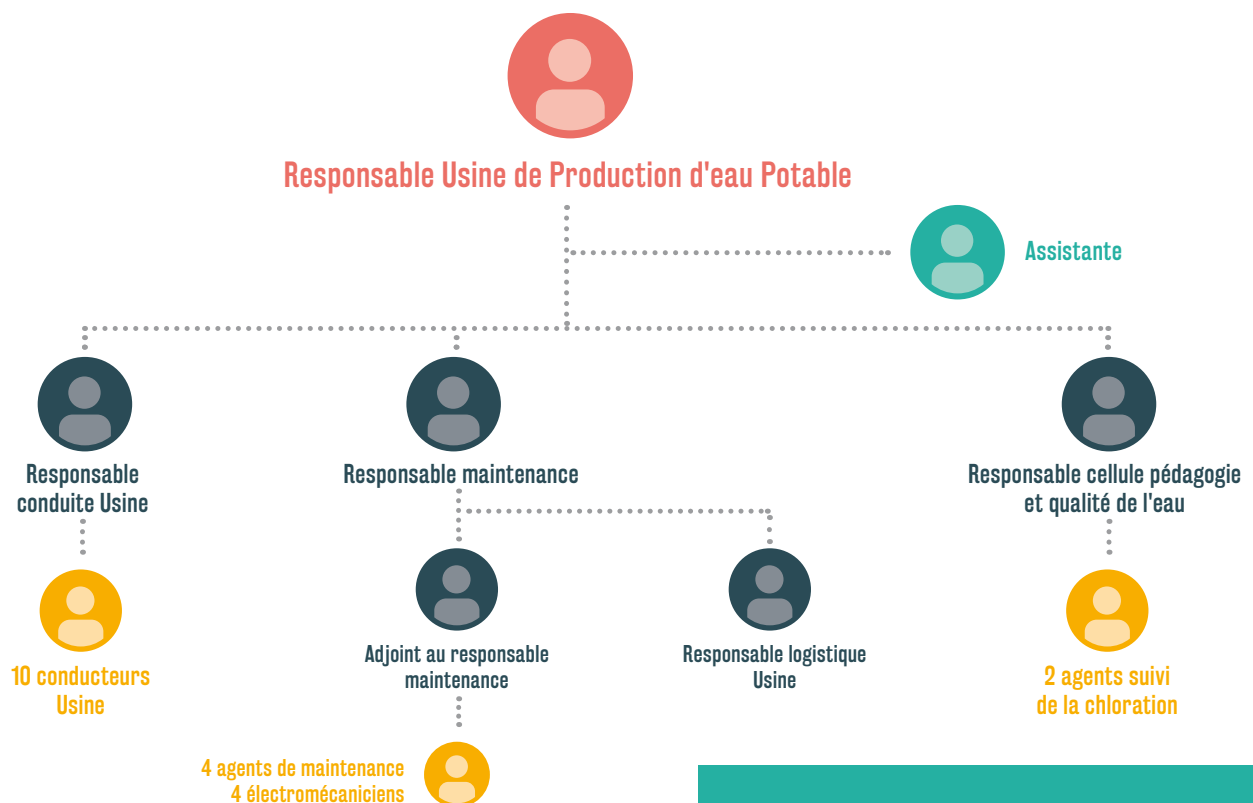 Responsable Usine de Production d'eau Potable
Assistante
Responsable
conduite Usine
Responsable maintenance
Responsable cellule pédagogie
et qualité de l'eau
10 conducteurs
Usine
Adjoint au responsable
maintenance
Responsable logistique
Usine
2 agents suivi
de la chloration
4 agents de maintenance
4 électromécaniciens